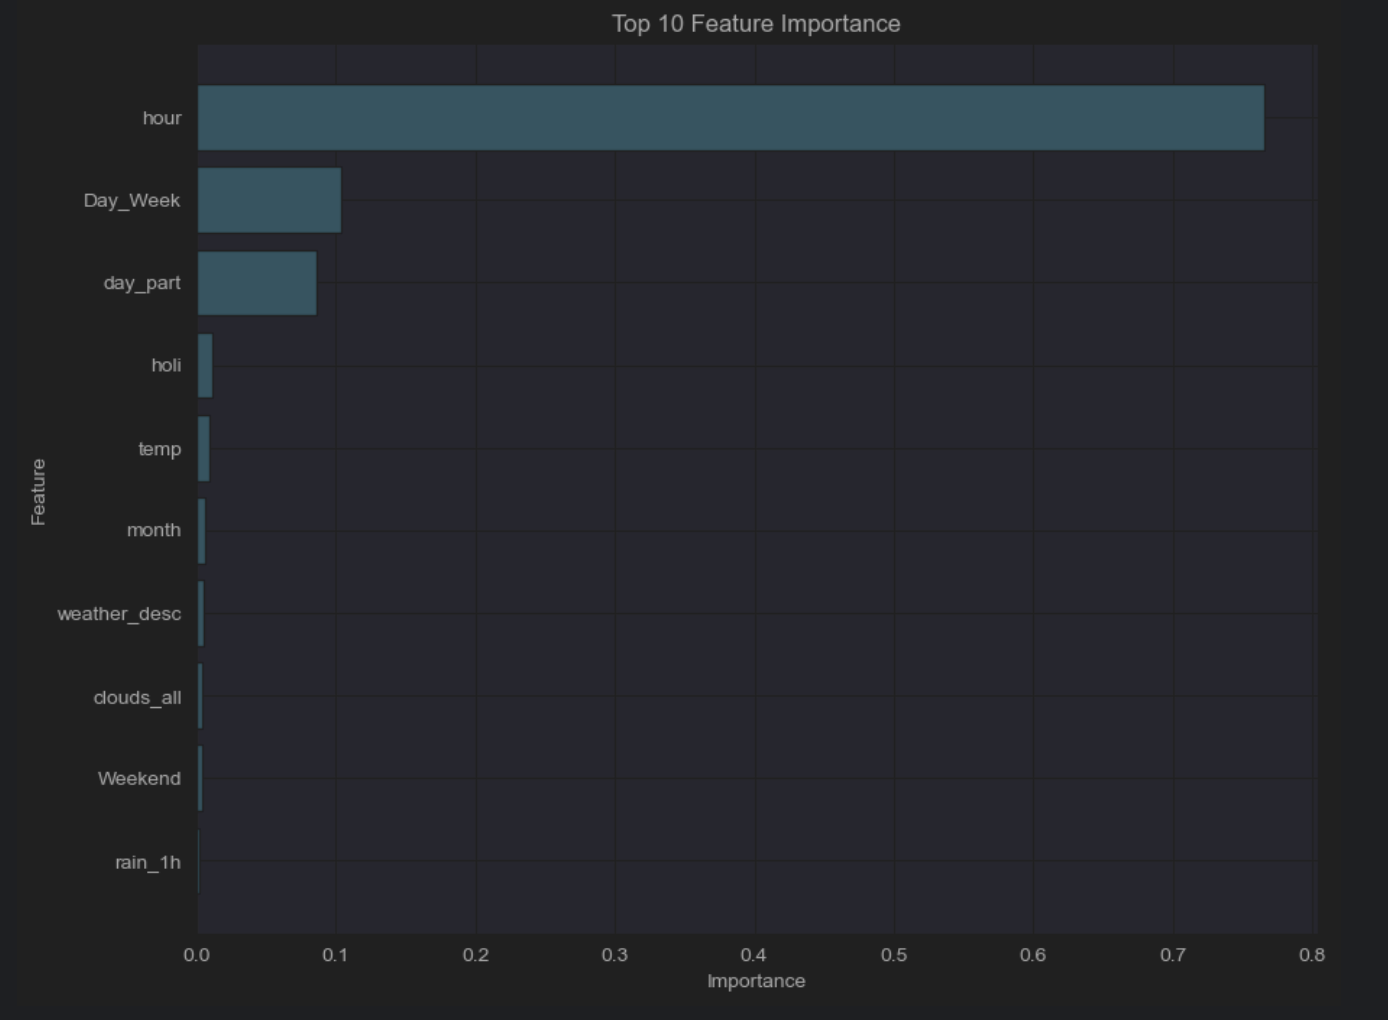 Top 10 Feature Importance
hour
Day_Week
day_part
holi
temp
month
weather_desc
clouds_all
Weekend
rain_1h
Feature
0.0 0.1 0.2 0.3 0.4 0.5 0.6 0.7 0.8
Importance